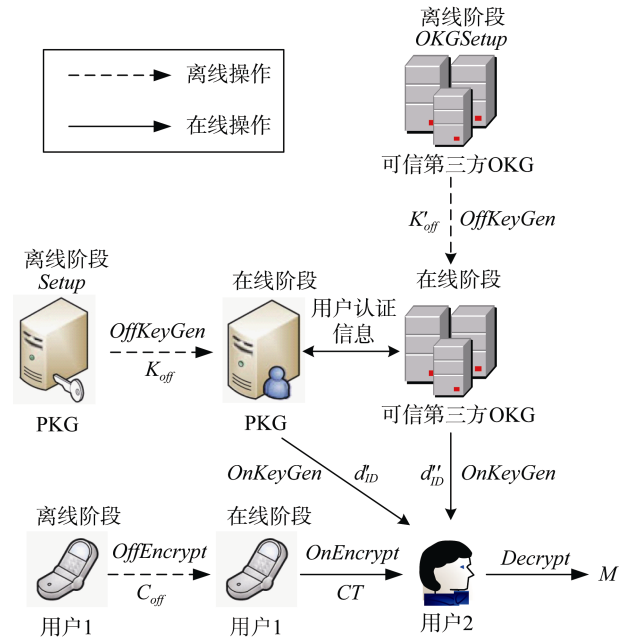 离线阶段
OKGSetup
离线操作
在线操作
可信第三方OKG
K'off OffKeyGen
离线阶段
Setup
在线阶段
在线阶段
OffKeyGen
Koff
用户认证
信息
PKG
PKG
可信第三方OKG
OnKeyGen d'ID
d''ID OnKeyGen
离线阶段
在线阶段
OffEncrypt
Coff
OnEncrypt
CT
Decrypt
M
用户1
用户1
用户2